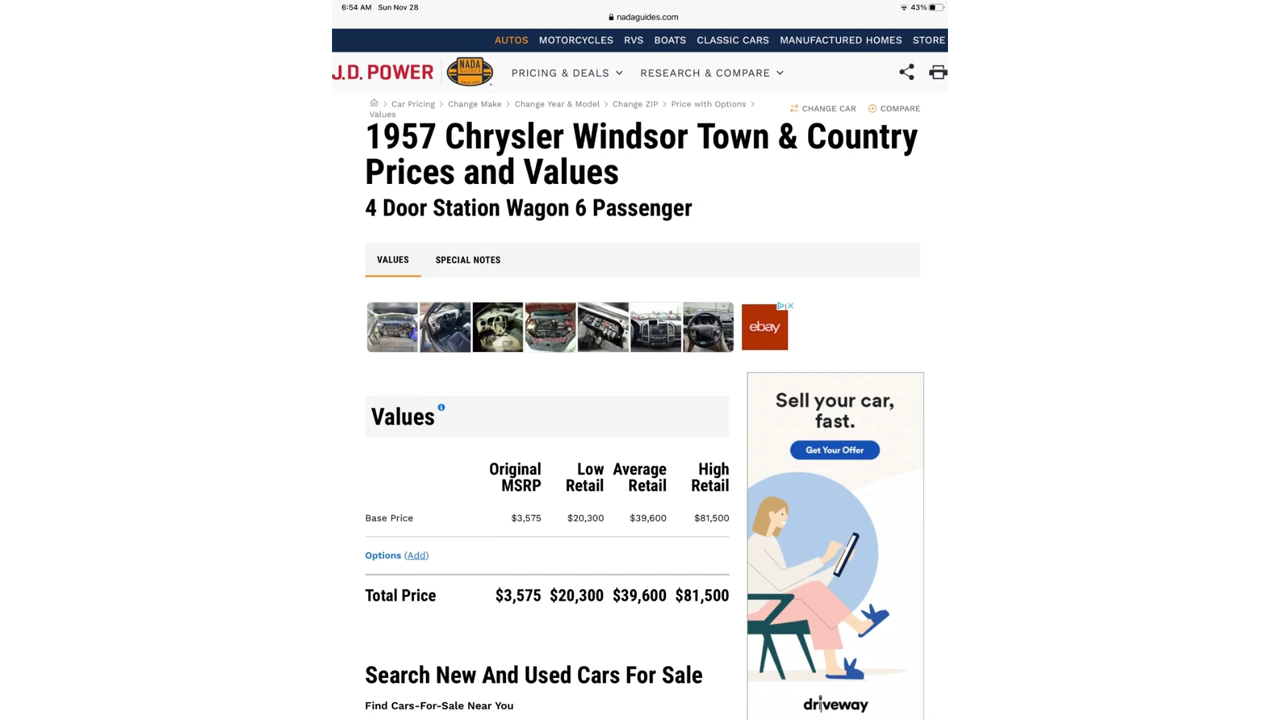 6:54 AM Sun Nov 28
43%
nadaguides.com
AUTOS MOTORCYCLES RVS BOATS CLASSIC CARS MANUFACTURED HOMES STORE
J.D. POWER NADA GUIDES PRICING & DEALS RESEARCH & COMPARE
Car Pricing > Change Make > Change Year & Model > Change ZIP > Price with Options >
Values
CHANGE CAR COMPARE
1957 Chrysler Windsor Town & Country
Prices and Values
4 Door Station Wagon 6 Passenger
VALUES SPECIAL NOTES
ebay
Values
Original MSRP Low Retail Average Retail High Retail
Base Price $3,575 $20,300 $39,600 $81,500
Options (Add)
Total Price $3,575 $20,300 $39,600 $81,500
Search New And Used Cars For Sale
Find Cars-For-Sale Near You
Sell your car,
fast.
Get Your Offer
driveway